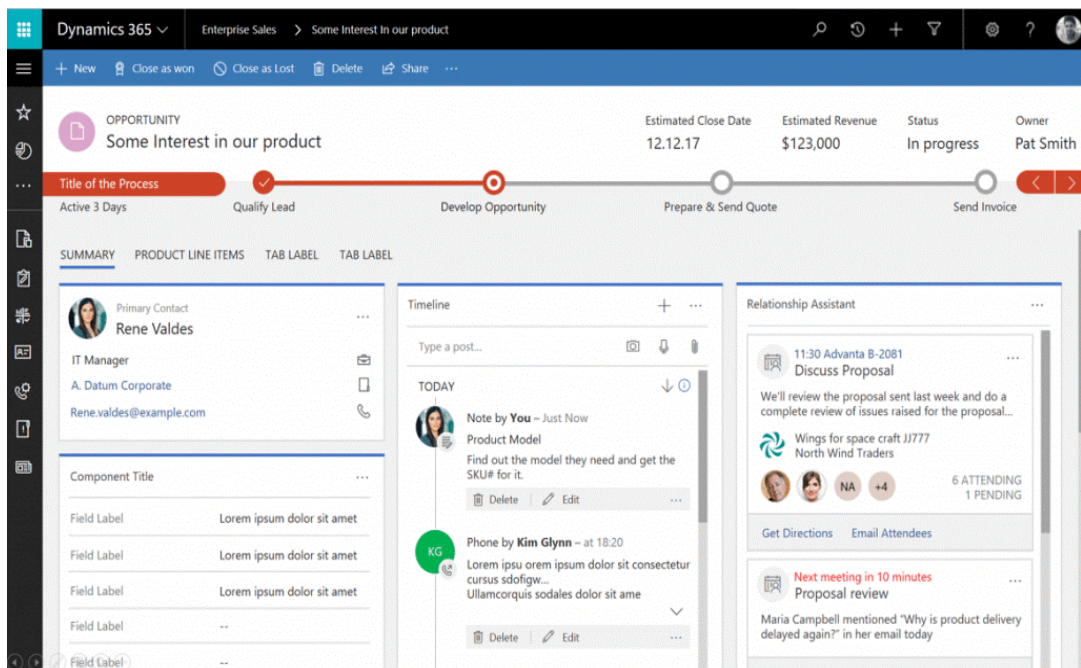 Dynamics 365
Enterprise Sales > Some Interest In our product
?
+ New
Close as won
Close as Lost
Delete
Share
OPPORTUNITY
Some Interest in our product
Estimated Close Date
12.12.17
Estimated Revenue
$123,000
Status
In progress
Owner
Pat Smith
Title of the Process
Active 3 Days
Qualify Lead
Develop Opportunity
Prepare & Send Quote
Send Invoice
SUMMARY
PRODUCT LINE ITEMS
TAB LABEL
TAB LABEL
Primary Contact
Rene Valdes
IT Manager
A. Datum Corporate
Rene.valdes@example.com
Component Title
Field Label
Lorem ipsum dolor sit amet
Field Label
Lorem ipsum dolor sit amet
Field Label
Lorem ipsum dolor sit amet
Field Label
--
Field Label
--
Timeline
Type a post...
TODAY
Note by You – Just Now
Product Model
Find out the model they need and get the
SKU# for it.
Delete
Edit
KG
Phone by Kim Glynn – at 18:20
Lorem ipsu orem ipsum dolor sit consectetur
cursus sdofigw...
Ullamcorquis sodales dolor sit ame
Delete
Edit
Relationship Assistant
11:30 Advanta B-2081
Discuss Proposal
We'll review the proposal sent last week and do a
complete review of issues raised for the proposal...
Wings for space craft JJ777
North Wind Traders
NA
+4
6 ATTENDING
1 PENDING
Get Directions
Email Attendees
Next meeting in 10 minutes
Proposal review
Maria Campbell mentioned "Why is product delivery
delayed again?" in her email today